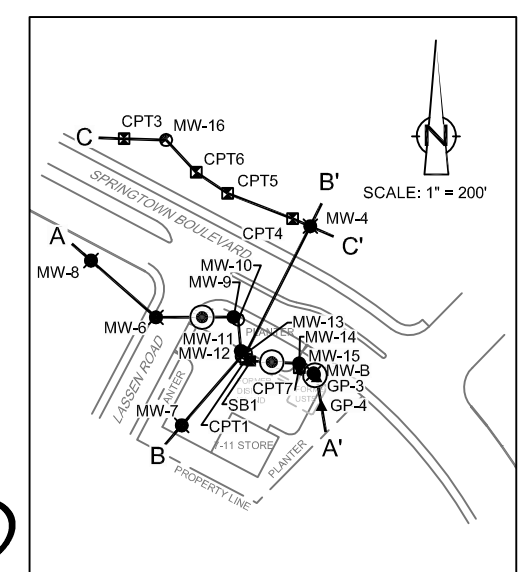 CPT3
C
MW-16
CPT6
CPT5
N
SCALE: 1" = 200'
B'
SPRINGTOWN BOULEVARD
MW-4
CPT4
C'
A
MW-8
MW-10
MW-9
MW-6
PLANTER
MW-13
MW-14
MW-11
MW-12
MW-15
MW-B
GP-3
CPT7
GP-4
LASSEN ROAD
SB1
CPT1
MW-7
B
7-11 STORE
A'
PLANTER
PROPERTY LINE